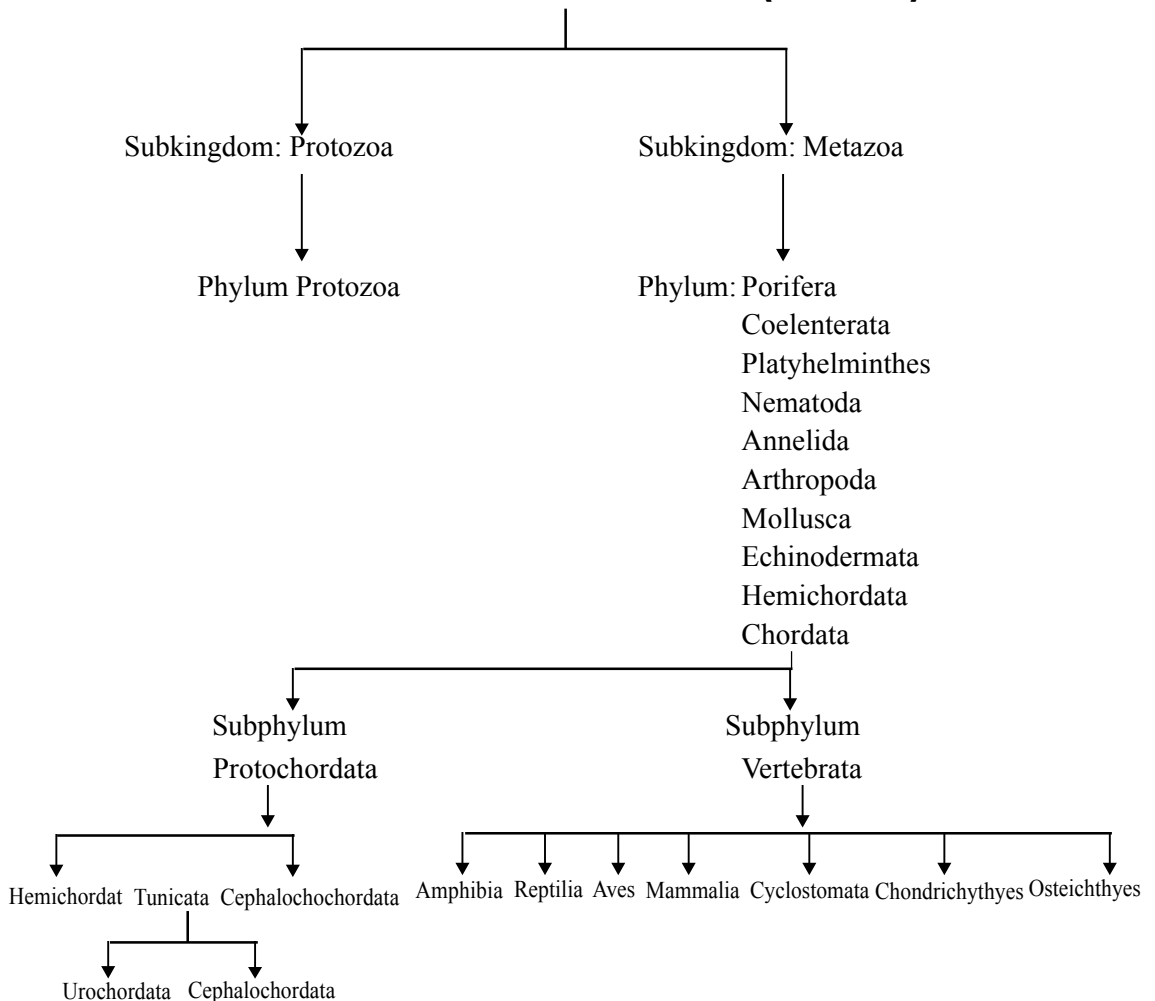 Subkingdom: Protozoa
Subkingdom: Metazoa
Phylum Protozoa
Phylum: Porifera
Coelenterata
Platyhelminthes
Nematoda
Annelida
Arthropoda
Mollusca
Echinodermata
Hemichordata
Chordata
Subphylum
Protochordata
Subphylum
Vertebrata
Hemichordat Tunicata Cephalochochordata
Amphibia Reptilia Aves Mammalia Cyclostomata Chondrichythyes Osteichthyes
Urochordata Cephalochordata